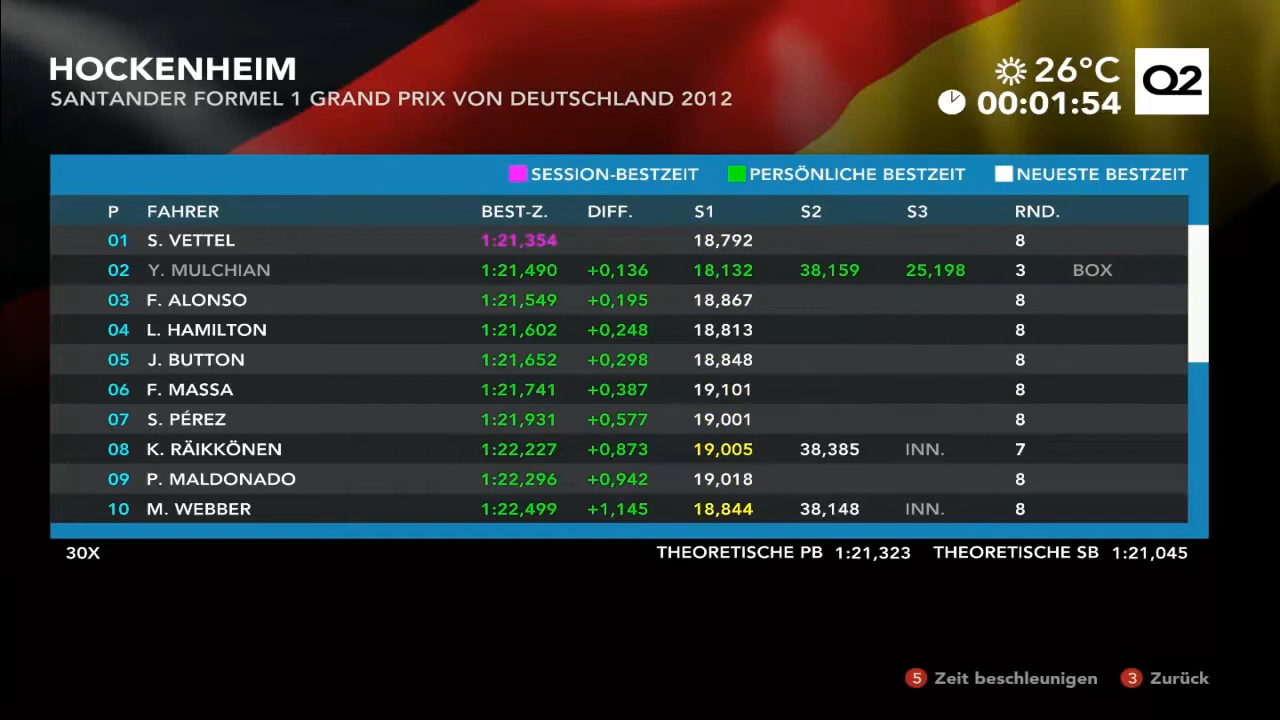 HOCKENHEIM
SANTANDER FORMEL 1 GRAND PRIX VON DEUTSCHLAND 2012
26°C
00:01:54
Q2
SESSION-BESTZEIT PERSÖNLICHE BESTZEIT NEUESTE BESTZEIT
P FAHRER BEST-Z. DIFF. S1 S2 S3 RND.
01 S. VETTEL 1:21,354 18,792 8
02 Y. MULCHIAN 1:21,490 +0,136 18,132 38,159 25,198 3 BOX
03 F. ALONSO 1:21,549 +0,195 18,867 8
04 L. HAMILTON 1:21,602 +0,248 18,813 8
05 J. BUTTON 1:21,652 +0,298 18,848 8
06 F. MASSA 1:21,741 +0,387 19,101 8
07 S. PÉREZ 1:21,931 +0,577 19,001 8
08 K. RÄIKKÖNEN 1:22,227 +0,873 19,005 38,385 INN. 7
09 P. MALDONADO 1:22,296 +0,942 19,018 8
10 M. WEBBER 1:22,499 +1,145 18,844 38,148 INN. 8
30X THEORETISCHE PB 1:21,323 THEORETISCHE SB 1:21,045
5 Zeit beschleunigen 3 Zurück